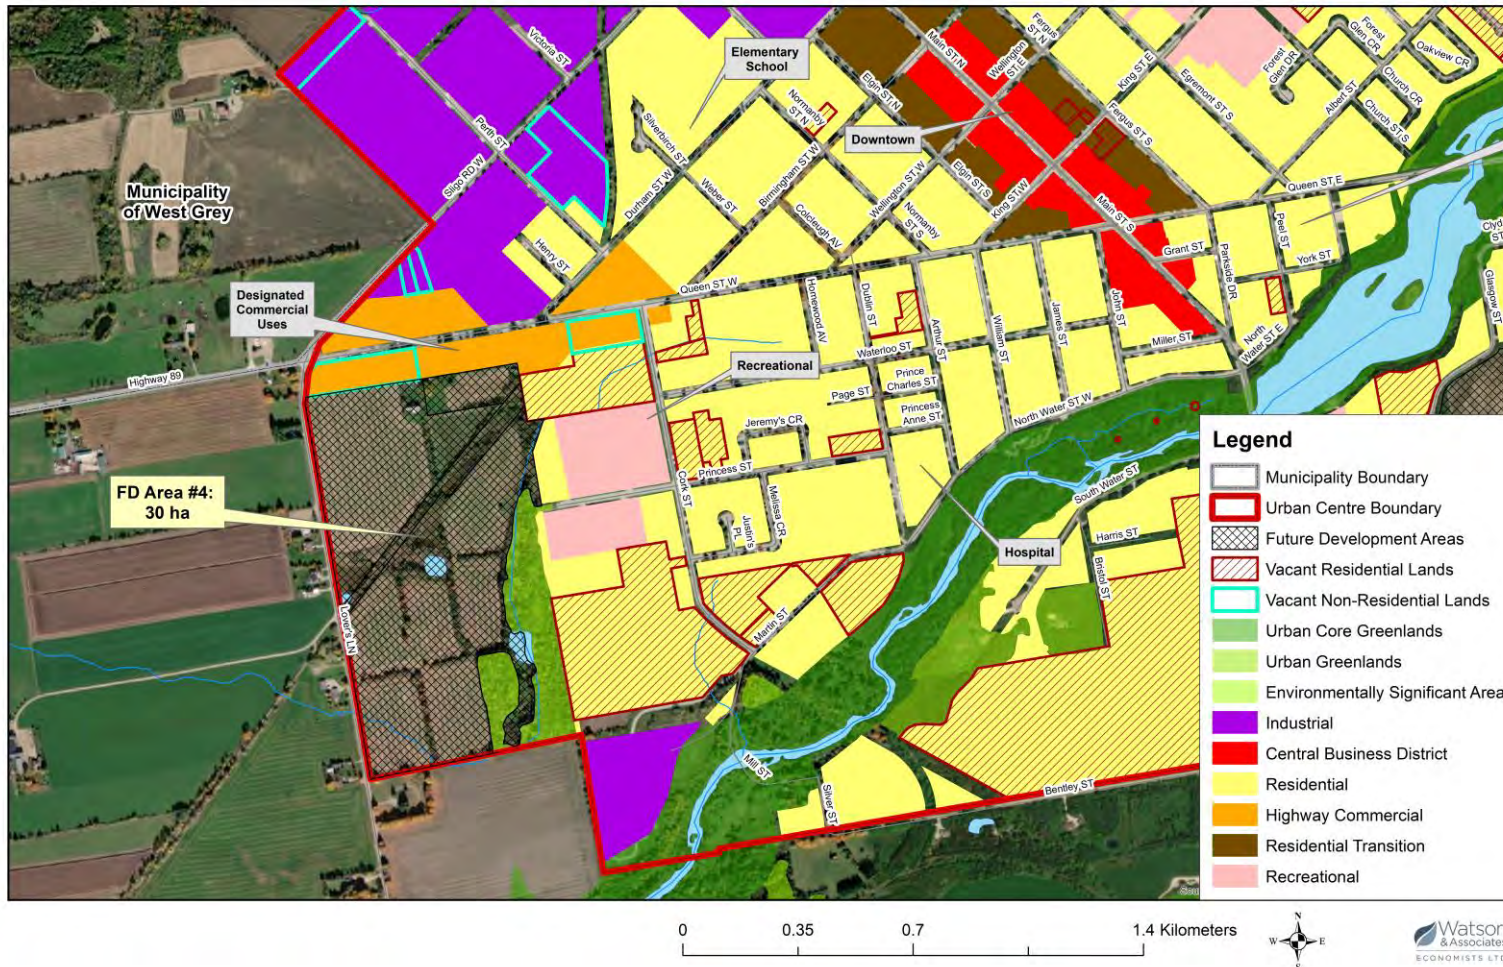 Victoria ST
Perth ST
Sligo RD W
Municipality
of West Grey
Elementary
School
Silverbirch ST
Durham ST W
Weber ST
Henry ST
Normanby
ST N
Birmingham ST W
Colcleugh AV
Elgin ST N
Main ST N
Wellington
ST E
Fergus
ST N
King ST E
Egremont ST S
Forest
Glen CR
Forest
Glen DR
Oakview CR
Church CR
Albert ST
Church ST S
Fergus ST S
Downtown
Wellington ST W
Elgin ST S
King ST W
Normanby
ST S
Main ST S
Queen ST E
Peel ST
Grant ST
York ST
Parkside DR
Clyd
ST
Glasgow ST
Designated
Commercial
Uses
Highway 89
Queen ST W
Homewood AV
Dublin ST
Arthur ST
William ST
James ST
John ST
Miller ST
North
Water ST E
Waterloo ST
Recreational
Prince
Charles ST
Page ST
Princess
Anne ST
North Water ST W
Jeremy's CR
Princess ST
Cork ST
Melissa CR
Justin's
PL
FD Area #4:
30 ha
Lover's LN
Hospital
South Water ST
Harris ST
Bristol ST
Martin ST
Mill ST
Silver ST
Bentley ST
Legend
Municipality Boundary
Urban Centre Boundary
Future Development Areas
Vacant Residential Lands
Vacant Non-Residential Lands
Urban Core Greenlands
Urban Greenlands
Environmentally Significant Area
Industrial
Central Business District
Residential
Highway Commercial
Residential Transition
Recreational
Sou
0 0.35 0.7 1.4 Kilometers
N
W E
S
Watson
& Associates
ECONOMISTS LTD